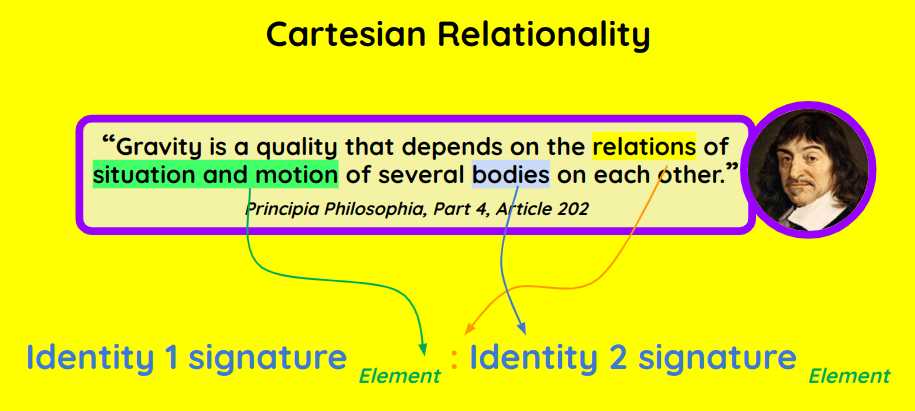 Cartesian Relationality
“Gravity is a quality that depends on the relations of
situation and motion of several bodies on each other.”
Principia Philosophia, Part 4, Article 202
Identity 1 signature Element : Identity 2 signature Element